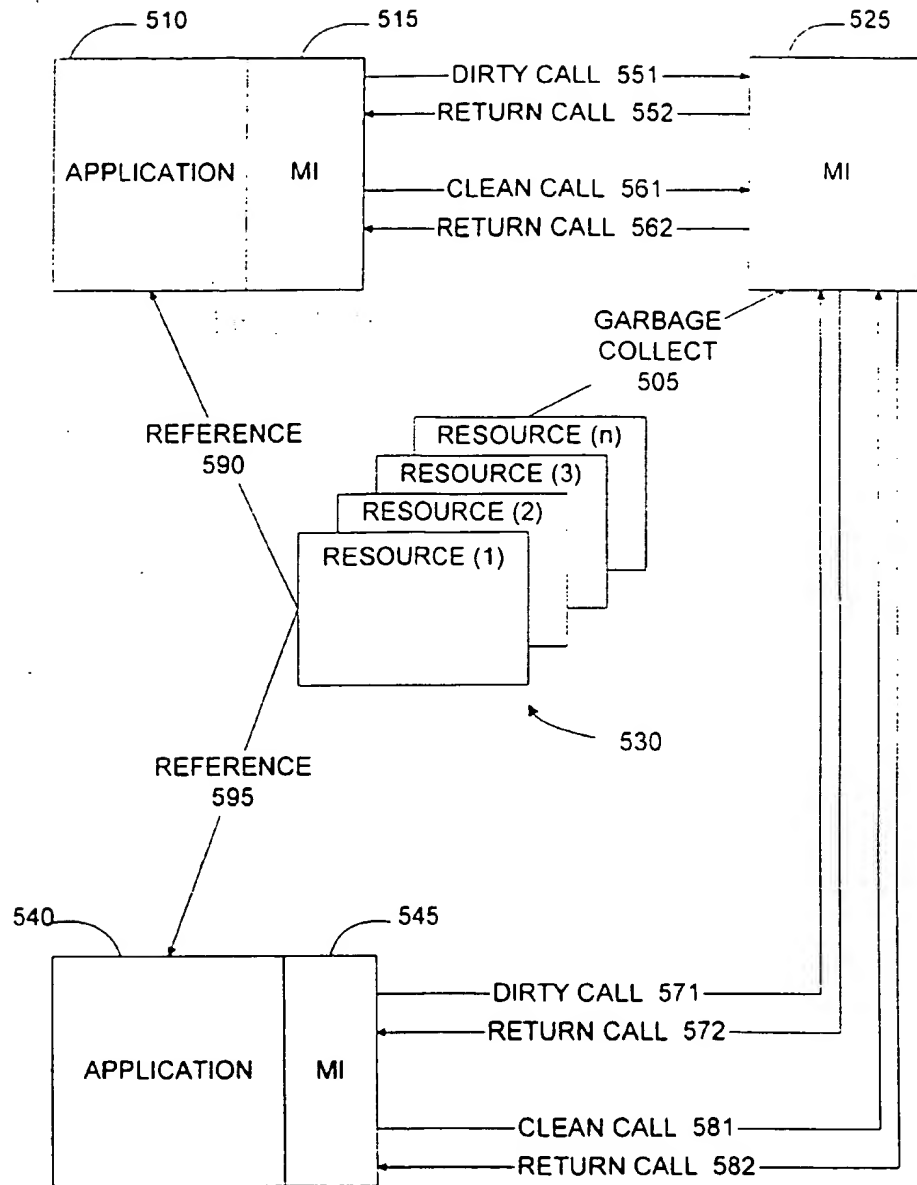 510 515 525
DIRTY CALL 551
RETURN CALL 552
APPLICATION MI MI
CLEAN CALL 561
RETURN CALL 562
GARBAGE
COLLECT
505
REFERENCE
590
RESOURCE (n)
RESOURCE (3)
RESOURCE (2)
RESOURCE (1)
530
REFERENCE
595
540 545
DIRTY CALL 571
RETURN CALL 572
APPLICATION MI
CLEAN CALL 581
RETURN CALL 582